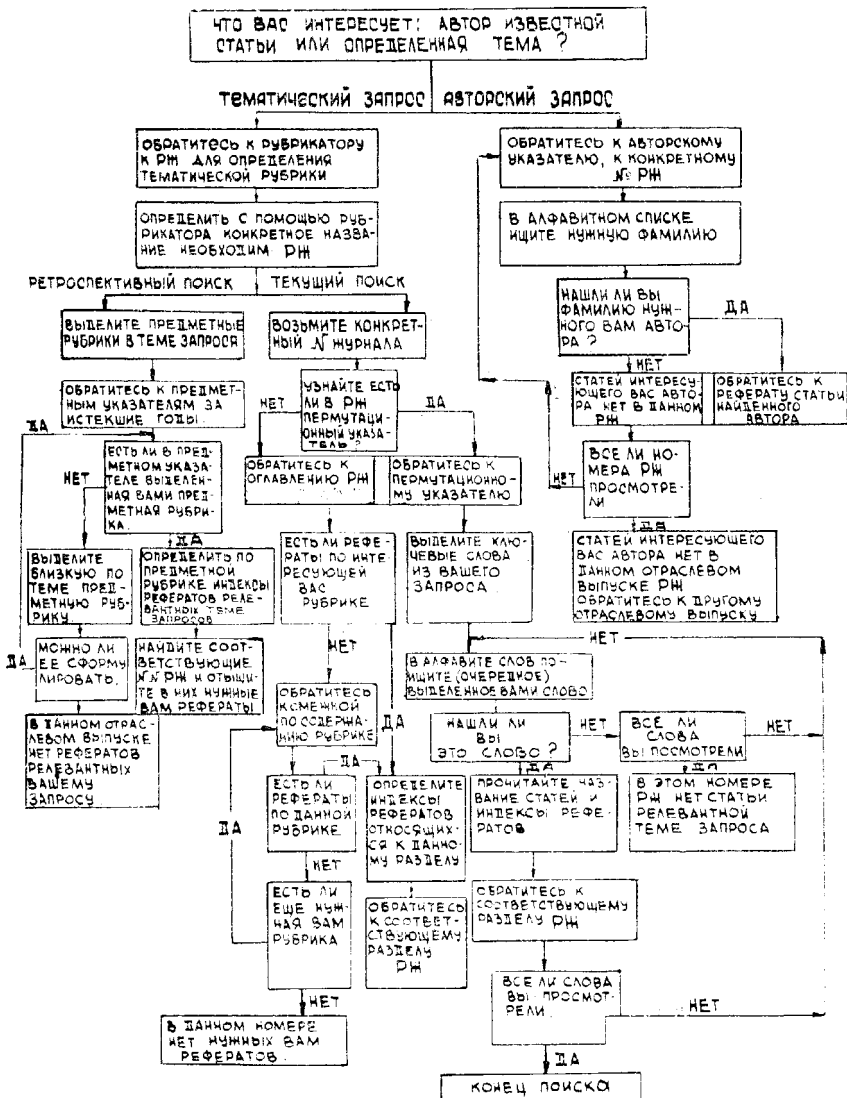 ЧТО ВАС ИНТЕРЕСУЕТ: АВТОР ИЗВЕСТНОЙ
СТАТЬИ ИЛИ ОПРЕДЕЛЕННАЯ ТЕМА ?
ТЕМАТИЧЕСКИЙ ЗАПРОС
АВТОРСКИЙ ЗАПРОС
ОБРАТИТЕСЬ К РУБРИКАТОРУ
К РЖ ДЛЯ ОПРЕДЕЛЕНИЯ
ТЕМАТИЧЕСКОЙ РУБРИКИ
ОБРАТИТЕСЬ К АВТОРСКОМУ
УКАЗАТЕЛЮ, К КОНКРЕТНОМУ
№ РЖ
ОПРЕДЕЛИТЬ С ПОМОЩЬЮ РУБ-
РИКАТОРА КОНКРЕТНОЕ НАЗВА-
НИЕ НЕОБХОДИМ РЖ
В АЛФАВИТНОМ СПИСКЕ
ИЩИТЕ НУЖНУЮ ФАМИЛИЮ
РЕТРОСПЕКТИВНЫЙ ПОИСК
ТЕКУЩИЙ ПОИСК
НАШЛИ ЛИ ВЫ
ФАМИЛИЮ НУЖ-
НОГО ВАМ АВТО-
РА ?
ДА
ВЫДЕЛИТЕ ПРЕДМЕТНЫЕ
РУБРИКИ В ТЕМЕ ЗАПРОСА
ВОЗЬМИТЕ КОНКРЕТ-
НЫЙ N ЖУРНАЛА
НЕТ
ОБРАТИТЕСЬ К ПРЕДМЕТ-
НЫМ УКАЗАТЕЛЯМ ЗА
ИСТЕКШИЕ ГОДЫ.
ДА
НЕТ
УЗНАЙТЕ ЕСТЬ
ЛИ В РЖ
ПЕРМУТАЦИ-
ОННЫЙ УКАЗА-
ТЕЛЬ ?
ДА
СТАТЕЙ ИНТЕРЕСУ-
ЮЩЕГО ВАС АВТО-
РА НЕТ В ДАННОМ
РЖ
ОБРАТИТЕСЬ К
РЕФЕРАТУ СТАТЬИ
НАЙДЕННОГО
АВТОРА
ЕСТЬ ЛИ В ПРЕД-
МЕТНОМ УКАЗА-
ТЕЛЕ ВЫДЕЛЕН-
НАЯ ВАМИ ПРЕД-
МЕТНАЯ РУБРИ-
КА.
НЕТ
ДА
ОБРАТИТЕСЬ К
ОГЛАВЛЕНИЮ РЖ
ОБРАТИТЕСЬ К
ПЕРМУТАЦИОННО-
МУ УКАЗАТЕЛЮ
ВСЕ ЛИ НО-
МЕРА РЖ
ПРОСМОТРЕ-
ЛИ
НЕТ
ДА
ВЫДЕЛИТЕ
БЛИЗКУЮ ПО
ТЕМЕ ПРЕД-
МЕТНУЮ РУБ-
РИКУ.
ОПРЕДЕЛИТЬ ПО
ПРЕДМЕТНОЙ
РУБРИКЕ ИНДЕКСЫ
РЕФЕРАТОВ РЕЛЕ-
ВАНТНЫХ ТЕМЕ
ЗАПРОСОВ
ЕСТЬ ЛИ РЕФЕ-
РАТЫ ПО ИНТЕ-
РЕСУЮЩЕЙ
ВАС
РУБРИКЕ
ВЫДЕЛИТЕ КЛЮ-
ЧЕВЫЕ СЛОВА
ИЗ ВАШЕГО
ЗАПРОСА.
СТАТЕЙ ИНТЕРЕСУЮЩЕГО
ВАС АВТОРА НЕТ В
ДАННОМ ОТРАСЛЕВОМ
ВЫПУСКЕ РЖ
ОБРАТИТЕСЬ К ДРУГОМУ
ОТРАСЛЕВОМУ ВЫПУСКУ
НЕТ
НЕТ
ДА
МОЖНО ЛИ
ЕЕ СФОРМУ
ЛИРОВАТЬ.
НАЙДИТЕ СООТ-
ВЕТСТВУЮЩИЕ
N N РЖ И ОТЫЩИ-
ТЕ В НИХ НУЖНЫЕ
ВАМ РЕФЕРАТЫ
В АЛФАВИТЕ СЛОВ ПО-
ИЩИТЕ (ОЧЕРЕДНОЕ)
ВЫДЕЛЕННОЕ ВАМИ СЛОВО
ОБРАТИТЕСЬ
К СМЕЖНОЙ
ПО СОДЕРЖА-
НИЮ РУБРИКЕ
ДА
В ДАННОМ ОТРАС-
ЛЕВОМ ВЫПУСКЕ
НЕТ РЕФЕРАТОВ
РЕЛЕВАНТНЫХ
ВАШЕМУ
ЗАПРОСУ
НАШЛИ ЛИ
ВЫ
ЭТО СЛОВО ?
НЕТ
ВСЕ ЛИ
СЛОВА
ВЫ ПОСМОТРЕЛИ
НЕТ
ДА
ДА
ДА
ЕСТЬ ЛИ
РЕФЕРАТЫ
ПО ДАННОЙ
РУБРИКЕ
ОПРЕДЕЛИТЕ
ИНДЕКСЫ
РЕФЕРАТОВ
ОТНОСЯЩИХ-
СЯ К ДАННО-
МУ РАЗДЕЛУ
ПРОЧИТАЙТЕ НАЗ-
ВАНИЕ СТАТЕЙ И
ИНДЕКСЫ РЕФЕ-
РАТОВ
В ЭТОМ НОМЕРЕ
РЖ НЕТ СТАТЬИ
РЕЛЕВАНТНОЙ
ТЕМЕ ЗАПРОСА
ДА
НЕТ
ЕСТЬ ЛИ
ЕЩЕ НУЖ-
НАЯ ВАМ
РУБРИКА
ОБРАТИТЕСЬ
К СООТВЕТ-
СТВУЮЩЕМУ
РАЗДЕЛУ
РЖ
ОБРАТИТЕСЬ К
СООТВЕТСТВУЮЩЕМУ
РАЗДЕЛУ РЖ
НЕТ
ВСЕ ЛИ СЛОВА
ВЫ ПРОСМОТ-
РЕЛИ.
НЕТ
В ДАННОМ НОМЕРЕ
НЕТ НУЖНЫХ ВАМ
РЕФЕРАТОВ.
ДА
КОНЕЦ ПОИСКА